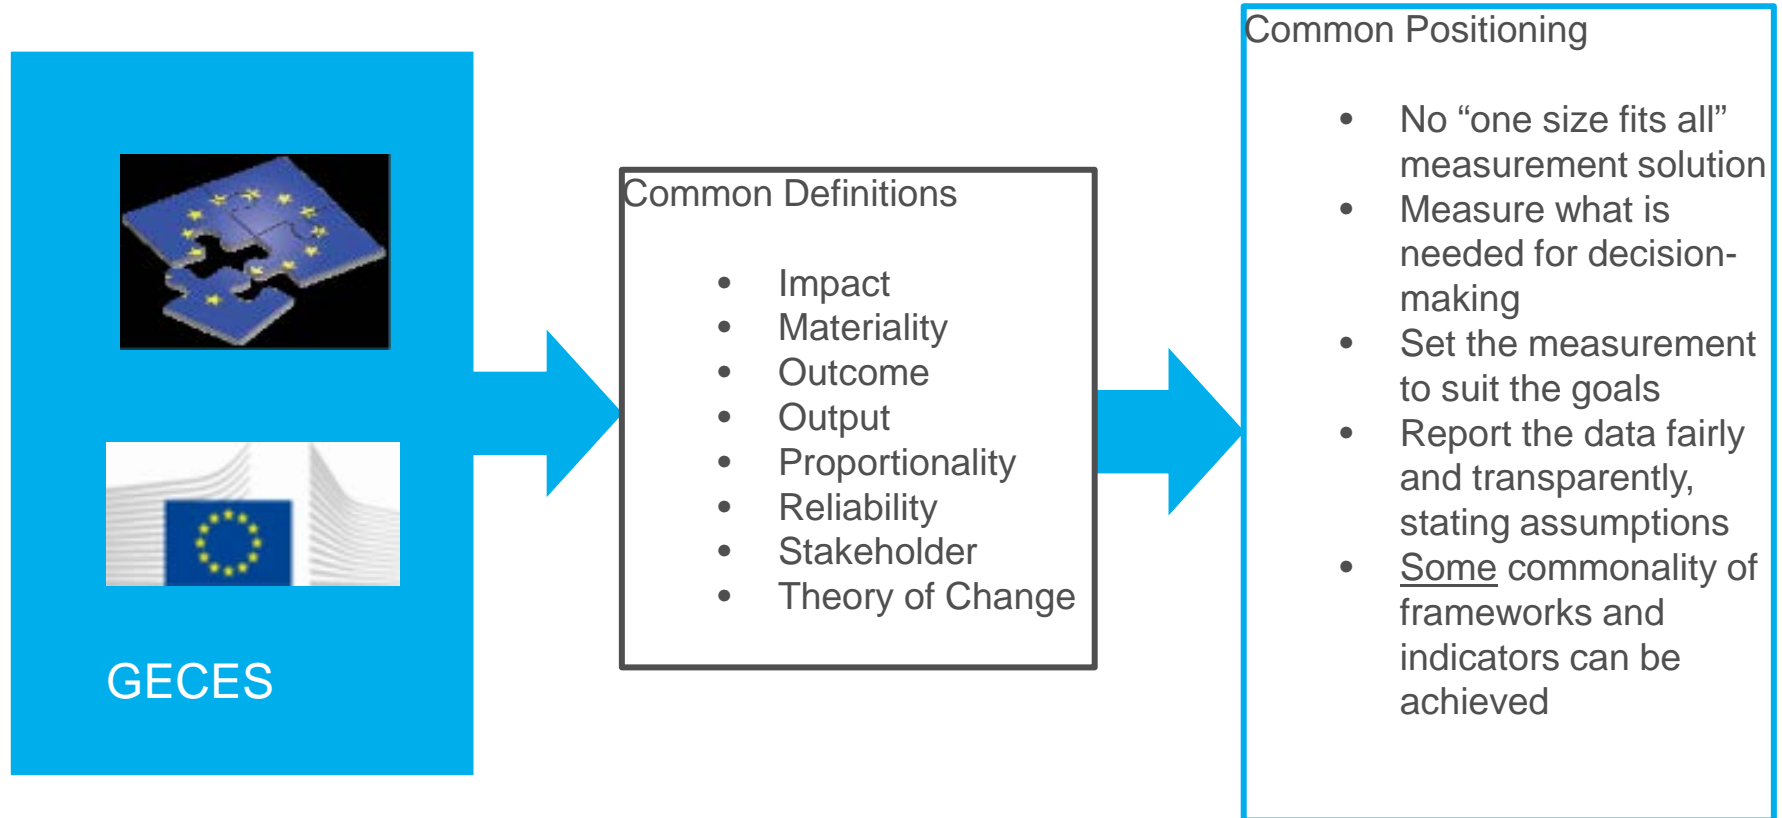 GECES
Common Definitions
• Impact
• Materiality
• Outcome
• Output
• Proportionality
• Reliability
• Stakeholder
• Theory of Change
Common Positioning
• No “one size fits all”
measurement solution
• Measure what is
needed for decision-
making
• Set the measurement
to suit the goals
• Report the data fairly
and transparently,
stating assumptions
• Some commonality of
frameworks and
indicators can be
achieved